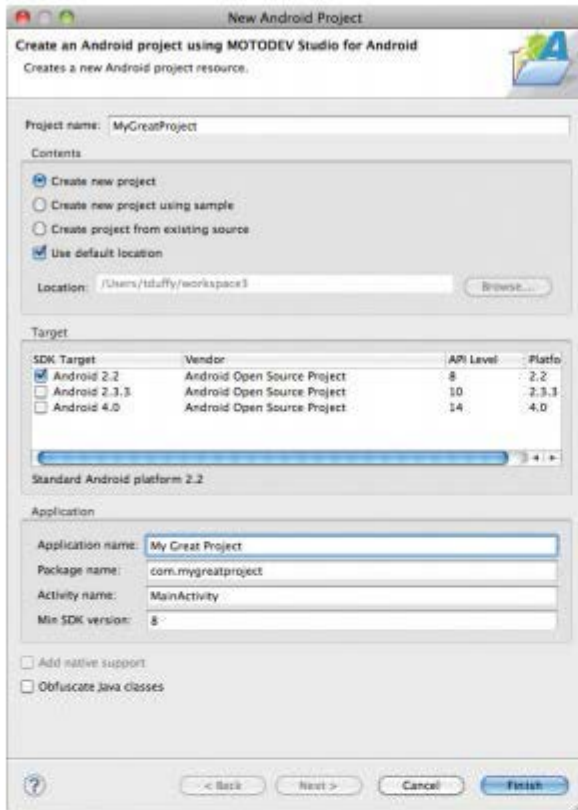 New Android Project
Create an Android project using MOTODEV Studio for Android
Creates a new Android project resource.
Project name: MyGreatProject
Contents
Create new project
Create new project using sample
Create project from existing source
Use default location
Location: /Users/tduffy/workspace3 Browse...
Target
SDK Target Vendor API Level Platfo
Android 2.2 Android Open Source Project 8 2.2
Android 2.3.3 Android Open Source Project 10 2.3.3
Android 4.0 Android Open Source Project 14 4.0
Standard Android platform 2.2
Application
Application name: My Great Project
Package name: com.mygreatproject
Activity name: MainActivity
Min SDK version: 8
Add native support
Obfuscate Java classes
? < Back Next > Cancel Finish